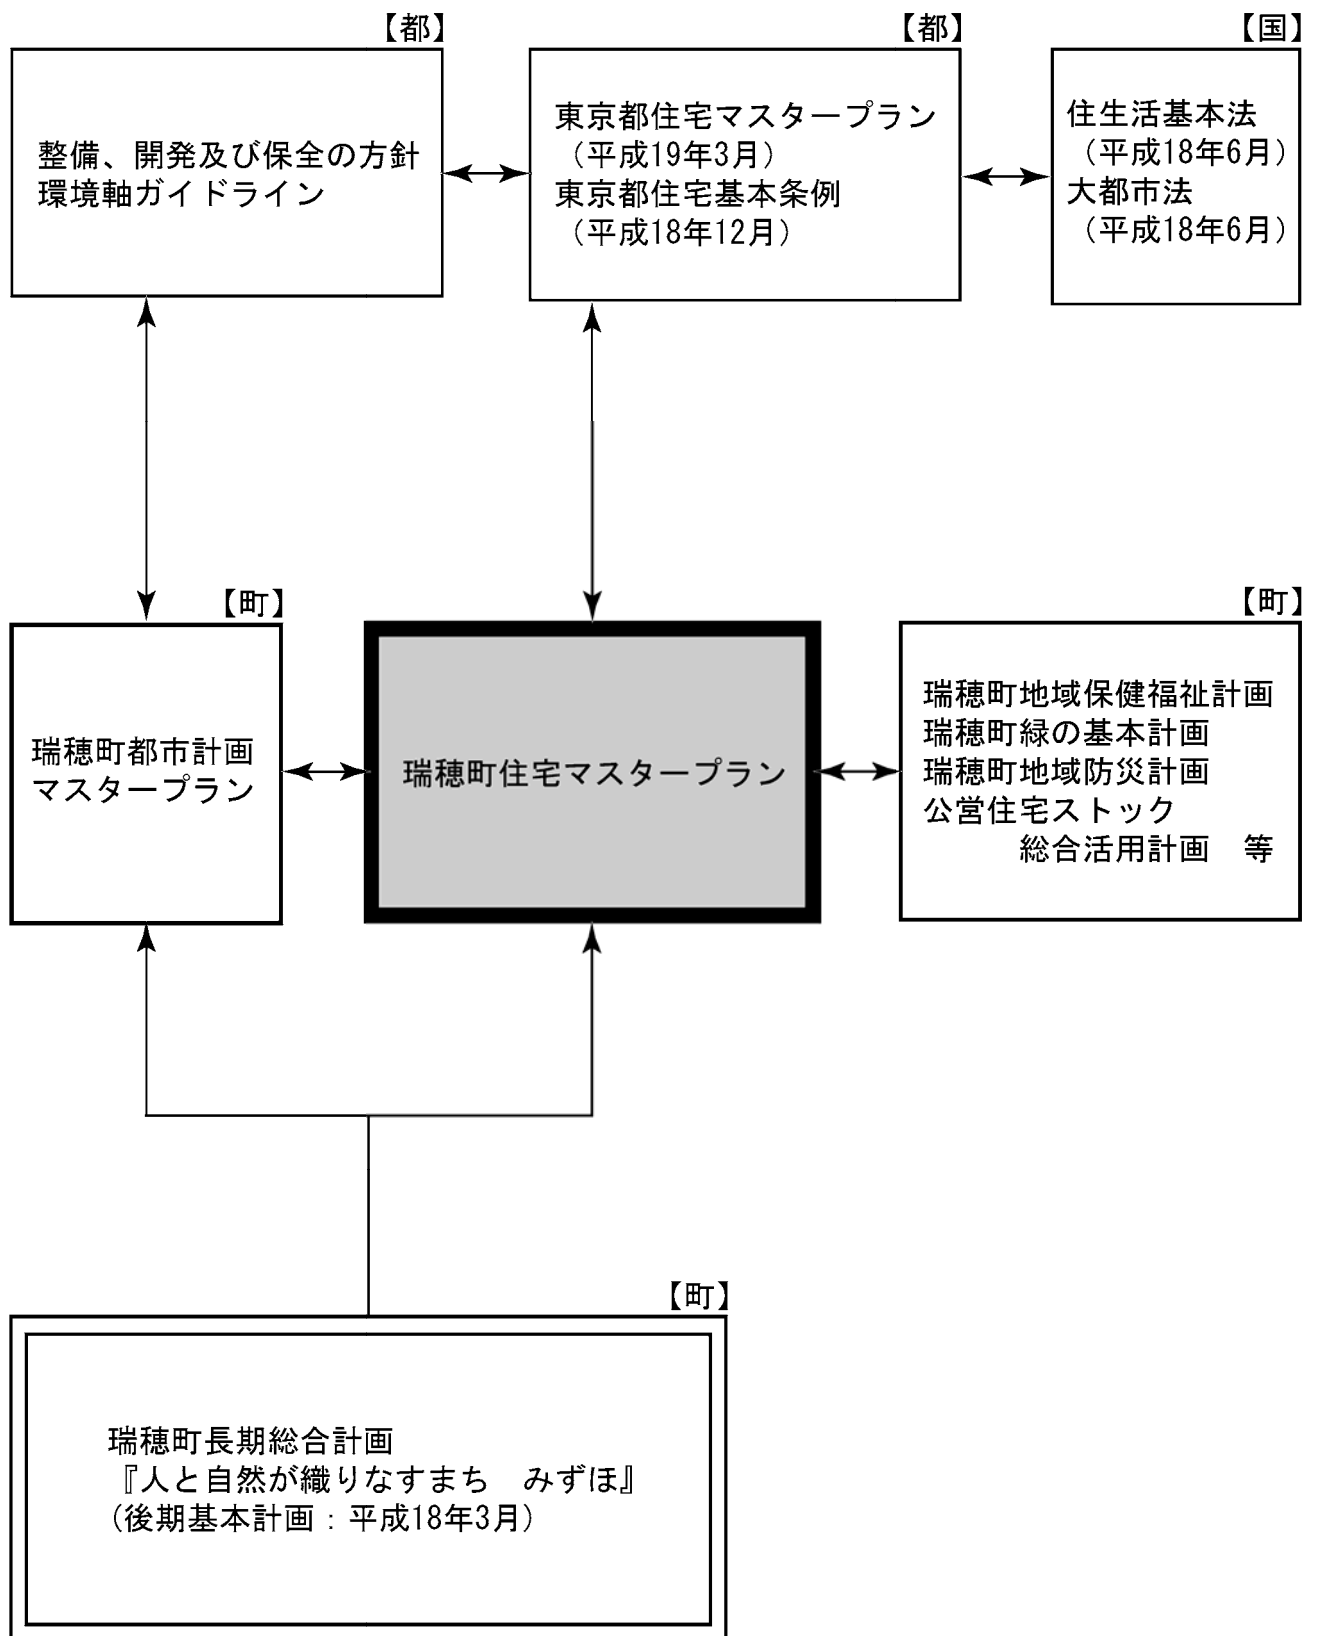 【都】
整備、開発及び保全の方針
環境軸ガイドライン
【都】
東京都住宅マスタープラン
（平成19年3月）
東京都住宅基本条例
（平成18年12月）
【国】
住生活基本法
（平成18年6月）
大都市法
（平成18年6月）
【町】
瑞穂町都市計画
マスタープラン
瑞穂町住宅マスタープラン
【町】
瑞穂町地域保健福祉計画
瑞穂町緑の基本計画
瑞穂町地域防災計画
公営住宅ストック
総合活用計画　等
【町】
瑞穂町長期総合計画
『人と自然が織りなすまち　みずほ』
(後期基本計画：平成18年3月)